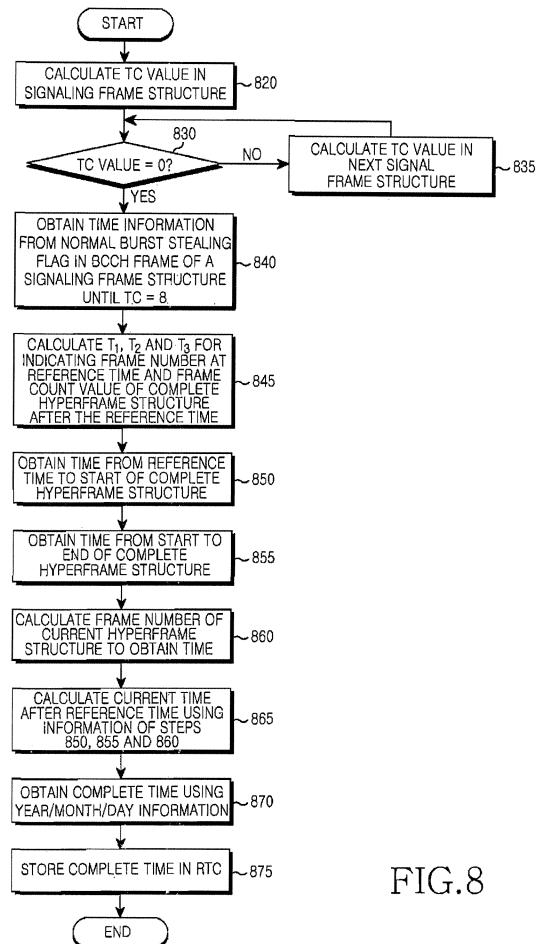 START
CALCULATE TC VALUE IN
SIGNALING FRAME STRUCTURE
820
830
TC VALUE = 0?
NO
CALCULATE TC VALUE IN
NEXT SIGNAL
FRAME STRUCTURE
835
YES
OBTAIN TIME INFORMATION
FROM NORMAL BURST STEALING
FLAG IN BCCH FRAME OF A
SIGNALING FRAME STRUCTURE
UNTIL TC = 8
840
CALCULATE T1, T2 AND T3 FOR
INDICATING FRAME NUMBER AT
REFERENCE TIME AND FRAME
COUNT VALUE OF COMPLETE
HYPERFRAME STRUCTURE
AFTER THE REFERENCE TIME
845
OBTAIN TIME FROM REFERENCE
TIME TO START OF COMPLETE
HYPERFRAME STRUCTURE
850
OBTAIN TIME FROM START TO
END OF COMPLETE
HYPERFRAME STRUCTURE
855
CALCULATE FRAME NUMBER OF
CURRENT HYPERFRAME
STRUCTURE TO OBTAIN TIME
860
CALCULATE CURRENT TIME
AFTER REFERENCE TIME USING
INFORMATION OF STEPS
850, 855 AND 860
865
OBTAIN COMPLETE TIME USING
YEAR/MONTH/DAY INFORMATION
870
STORE COMPLETE TIME IN RTC
875
END
FIG.8